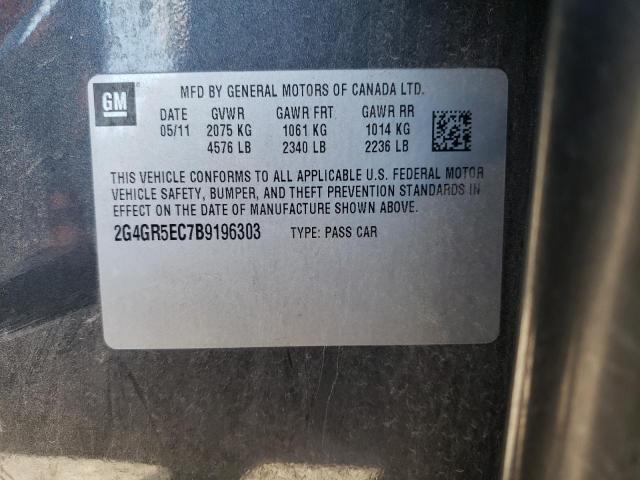 GM
MFD BY GENERAL MOTORS OF CANADA LTD.
DATE GVWR GAWR FRT GAWR RR
05/11 2075 KG 1061 KG 1014 KG
4576 LB 2340 LB 2236 LB
THIS VEHICLE CONFORMS TO ALL APPLICABLE U.S. FEDERAL MOTOR
VEHICLE SAFETY, BUMPER, AND THEFT PREVENTION STANDARDS IN
EFFECT ON THE DATE OF MANUFACTURE SHOWN ABOVE.
2G4GR5EC7B9196303 TYPE: PASS CAR